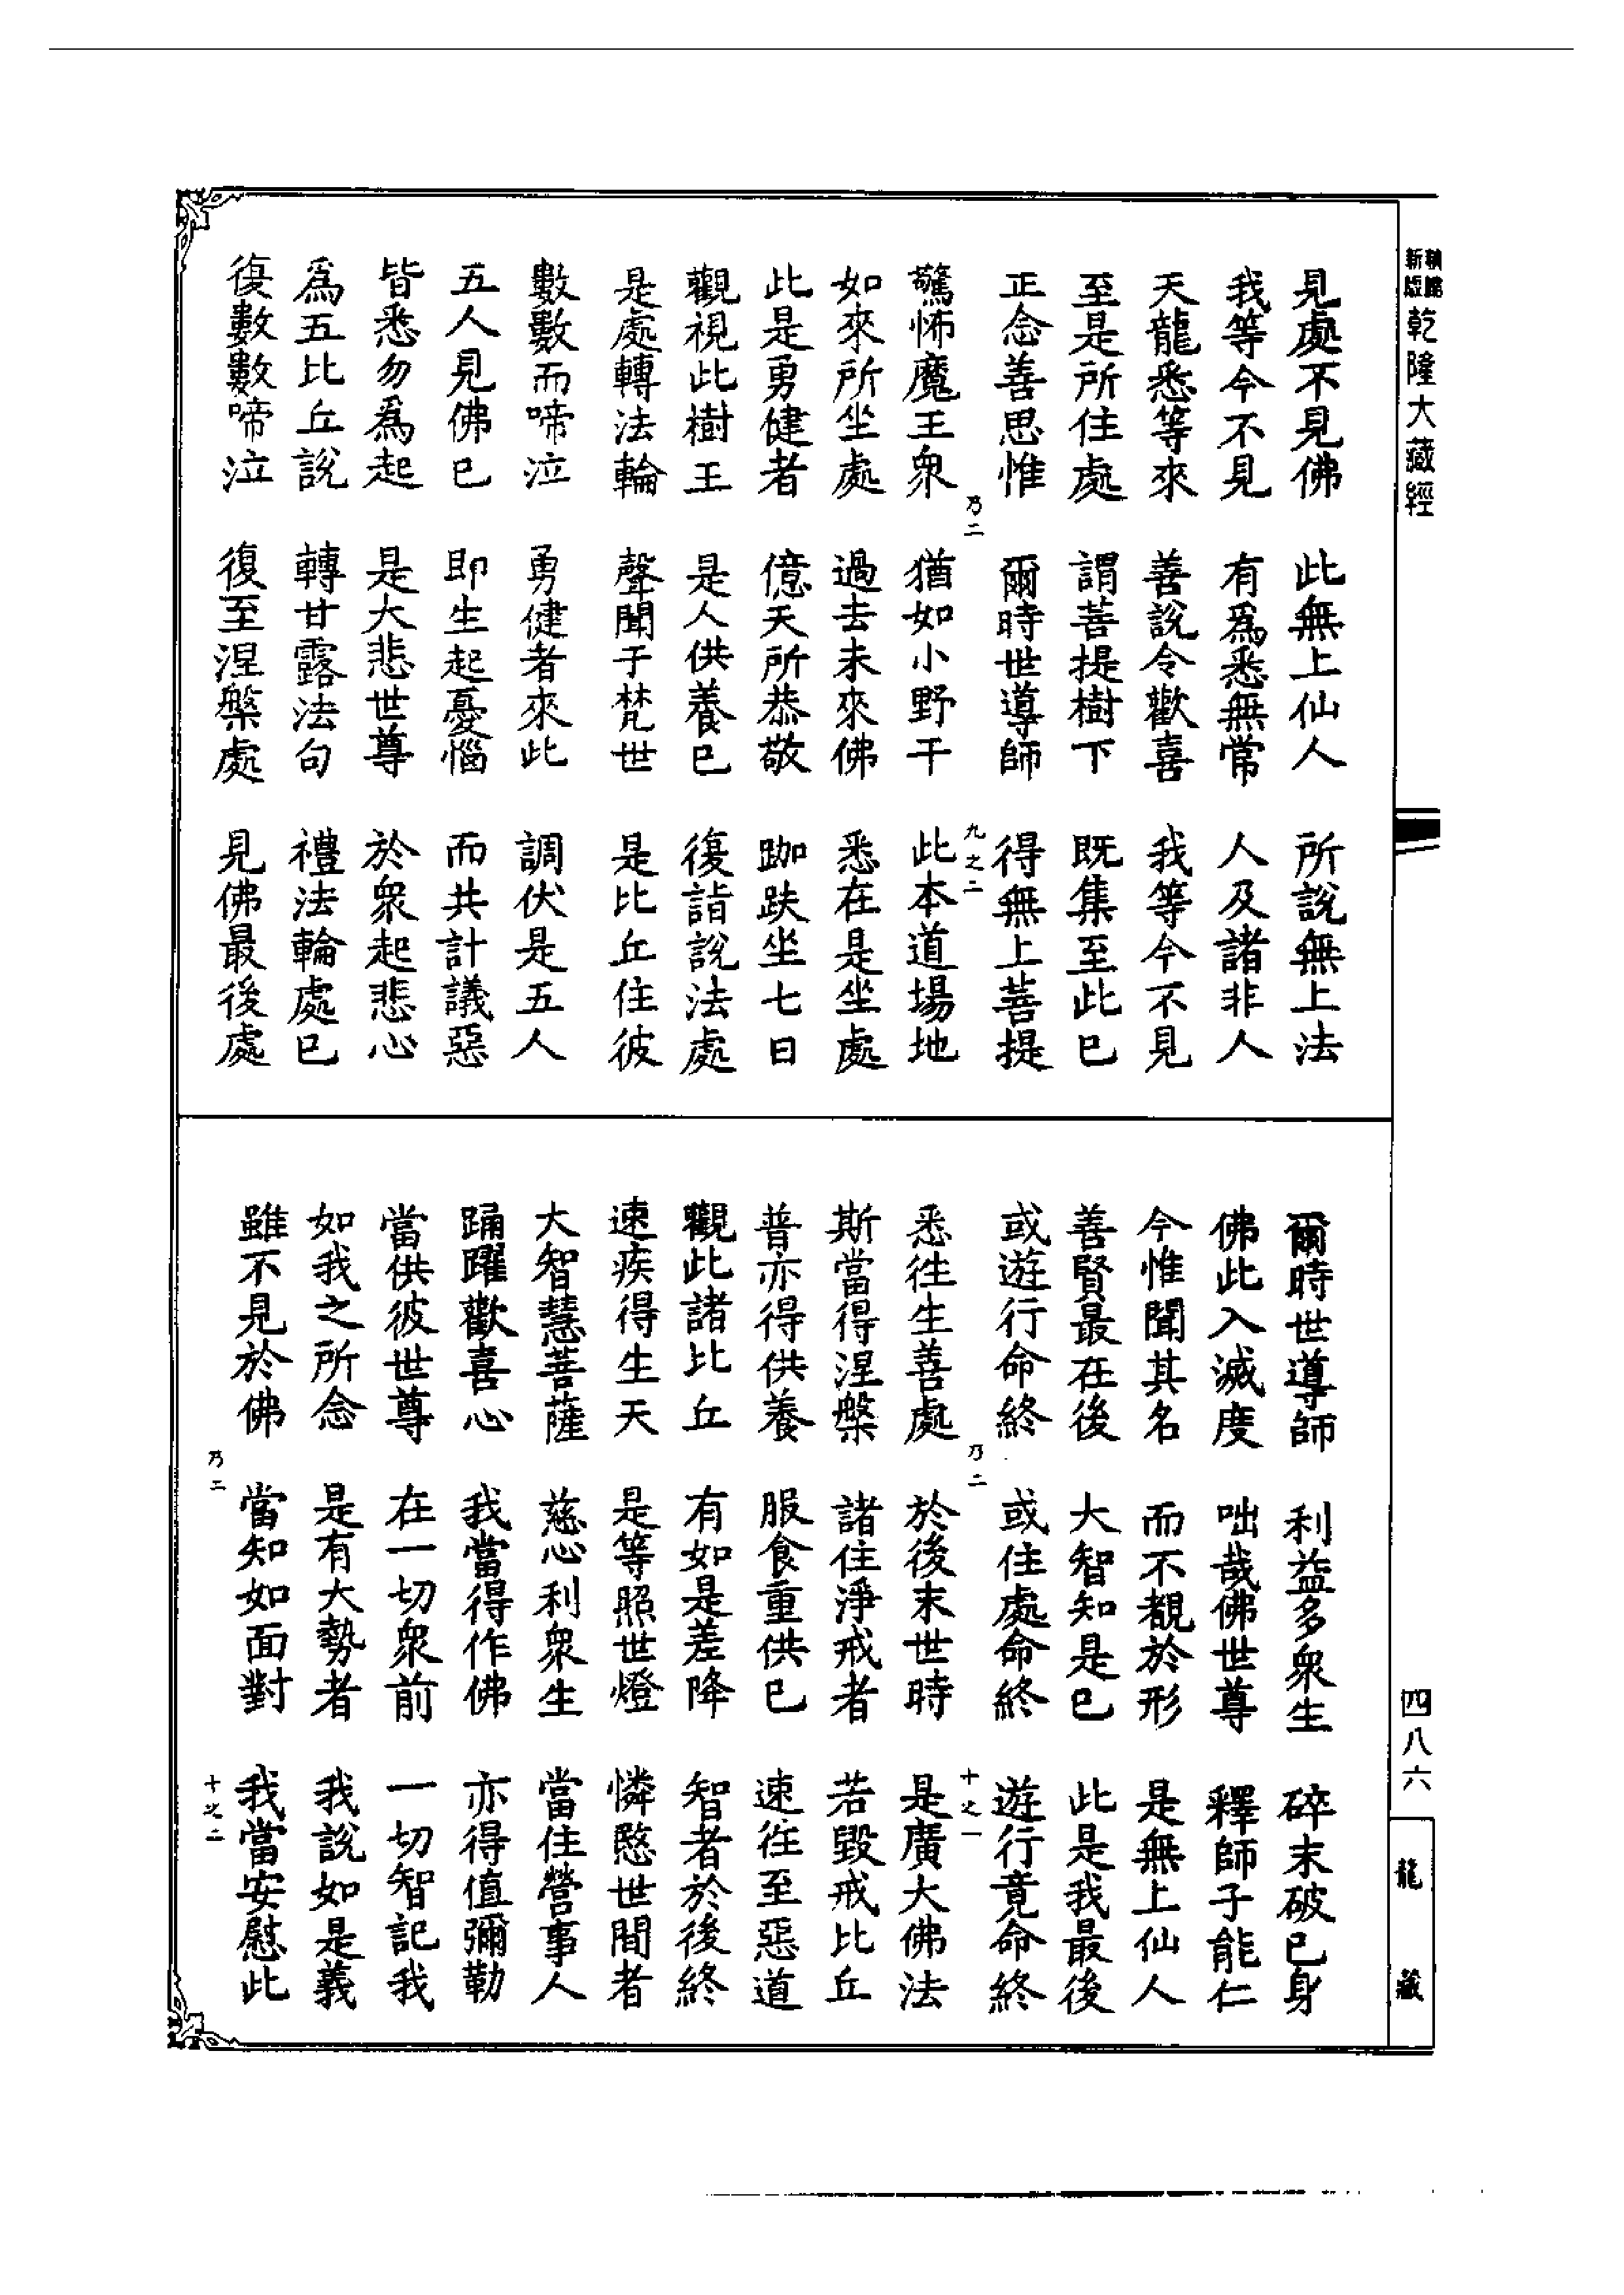 新版
乾隆大藏經
見處不見佛　此無上仙人　所說無上法
我等今不見　有爲悉無常　人及諸非人
天龍悉等來　善說令歡喜　我等今不見
至是所住處　謂菩提樹下　既集至此已
正念善思惟　爾時世導師　得無上菩提
乃二　九之二
驚怖魔王衆　猶如小野干　此本道場地
如來所坐處　過去未來佛　悉在是坐處
此是勇健者　億天所恭敬　跏趺坐七日
觀視此樹王　是人供養已　復詣說法處
是處轉法輪　聲聞于梵世　是比丘住彼
數數而啼泣　勇健者來此　調伏是五人
五人見佛已　即生起憂惱　而共計議惡
皆悉勿爲起　是大悲世尊　於衆起悲心
爲五比丘說　轉甘露法句　禮法輪處已
復數數啼泣　復至涅槃處　見佛最後處
爾時世導師　利益多衆生　碎末破已身
佛此入滅度　咄哉佛世尊　釋師子能仁
今惟聞其名　而不覩於形　是無上仙人
善賢最在後　大智知是已　此是我最後
或遊行命終　或住處命終　遊行竟命終
乃二　十之一
悉往生善處　於後末世時　是廣大佛法
斯當得涅槃　諸住淨戒者　若毀戒比丘
普亦得供養　服食重供已　速往至惡道
觀此諸比丘　有如是差降　智者於後終
速疾得生天　是等照世燈　憐愍世間者
大智慧菩薩　慈心利衆生　當住營事人
踊躍歡喜心　我當得作佛　亦得值彌勒
當供彼世尊　在一切衆前　一切智記我
如我之所念　是有大勢者　我說如是義
雖不見於佛　當知如面對　我當安慰此
乃二　十之二
四八六
龍藏